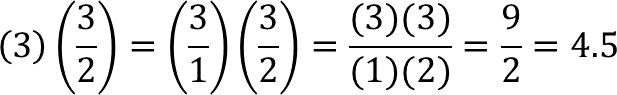 (3) (3/2) = (3/1) (3/2) = (3)(3)/(1)(2) = 9/2 = 4.5